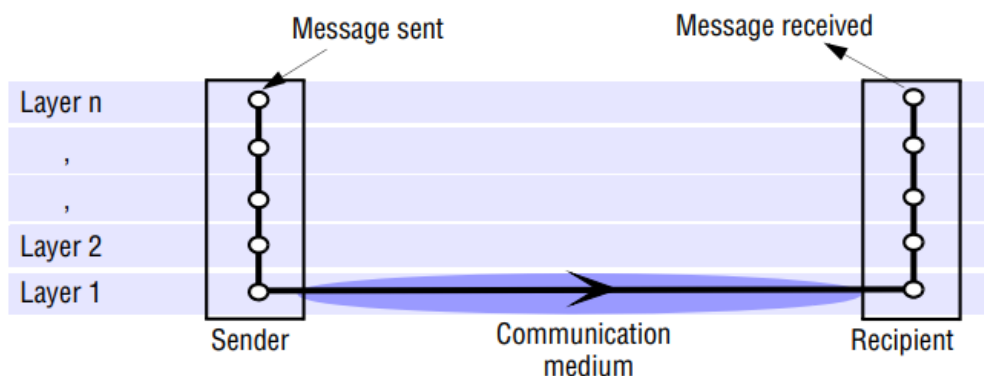 Message sent
Message received
Layer n
,
,
Layer 2
Layer 1
Sender
Communication
medium
Recipient